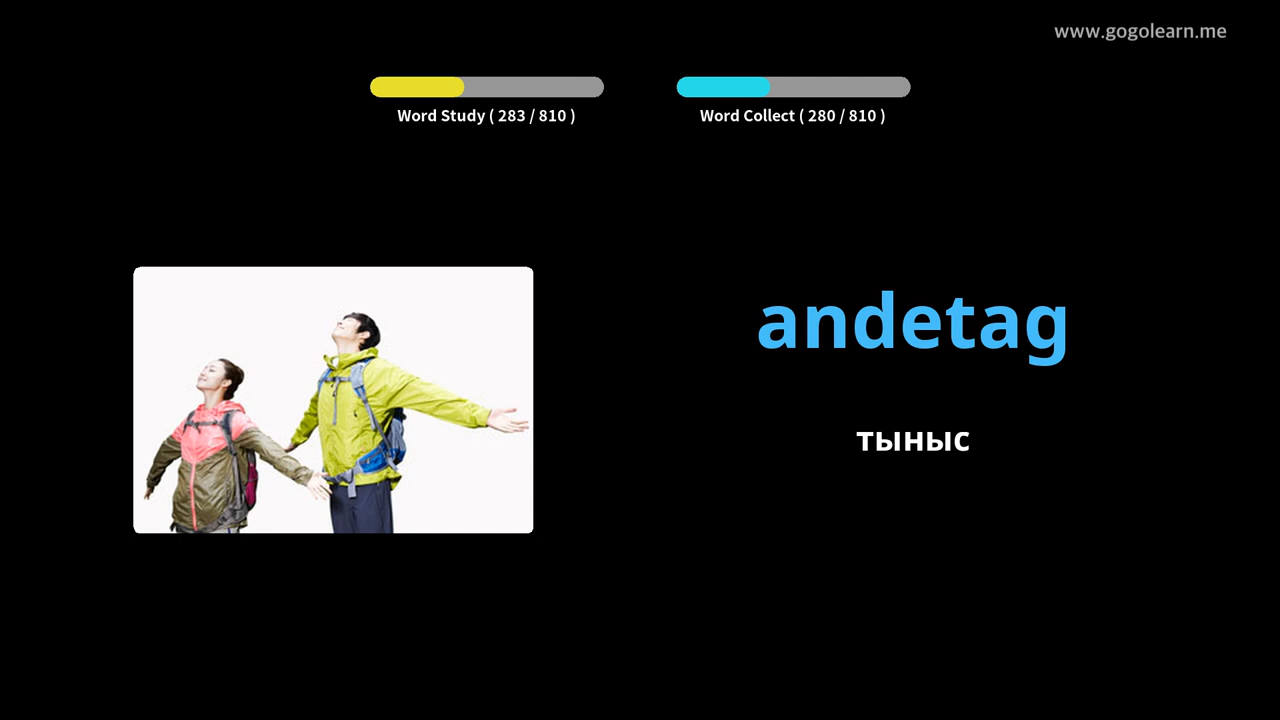 www.gogolearn.me
Word Study ( 283 / 810 )
Word Collect ( 280 / 810 )
andetag
тыныс